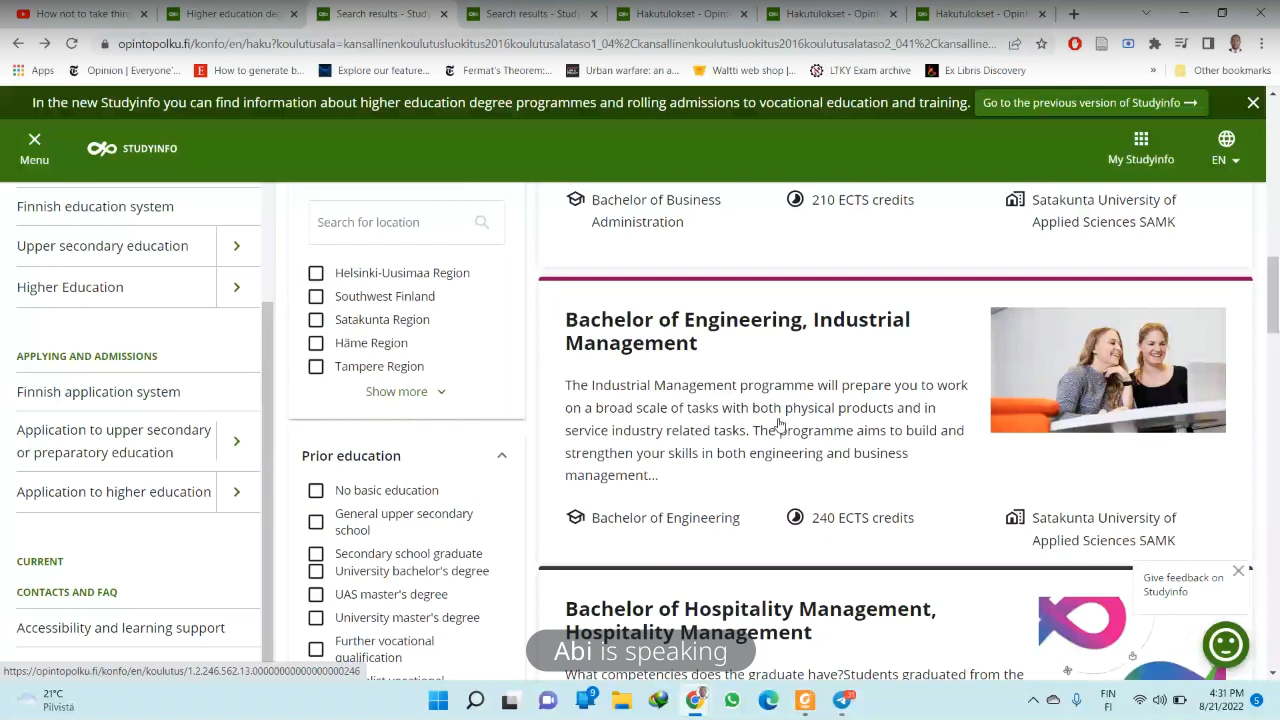 How not to take thin
Higher education de
Search results - Stud
Search results - Study
Hakutulokset - Opint
Hakutulokset - Opint
Hakutulokset - Opint
opintopolku.fi/konfo/en/haku?koulutusala=kansallinenkoulutusluokitus2016koulutusalataso1_04%2Ckansallinenkoulutusluokitus2016koulutusalataso2_041%2Ckansalline...
Apps
Opinion | Everyone'...
How to generate b...
Explore our feature...
Fermat's Theorem:...
Urban warfare: an a...
Waltti web shop |...
LTKY Exam archive
Ex Libris Discovery
»
Other bookmarks
In the new Studyinfo you can find information about higher education degree programmes and rolling admissions to vocational education and training.
Go to the previous version of Studyinfo
Menu
STUDYINFO
My Studyinfo
EN
Finnish education system
Upper secondary education
Higher Education
APPLYING AND ADMISSIONS
Finnish application system
Application to upper secondary
or preparatory education
Application to higher education
CURRENT
CONTACTS AND FAQ
Accessibility and learning support
Search for location
Helsinki-Uusimaa Region
Southwest Finland
Satakunta Region
Häme Region
Tampere Region
Show more
Prior education
No basic education
General upper secondary
school
Secondary school graduate
University bachelor's degree
UAS master's degree
University master's degree
Further vocational
qualification
Bachelor of Business
Administration
210 ECTS credits
Satakunta University of
Applied Sciences SAMK
Bachelor of Engineering, Industrial
Management
The Industrial Management programme will prepare you to work
on a broad scale of tasks with both physical products and in
service industry related tasks. The programme aims to build and
strengthen your skills in both engineering and business
management...
Bachelor of Engineering
240 ECTS credits
Satakunta University of
Applied Sciences SAMK
Bachelor of Hospitality Management,
Hospitality Management
What competencies does the graduate have?Students graduated from the
Give feedback on
Studyinfo
Abi is speaking
https://opintopolku.fi/konfo/en/koulutus/1.2.246.562.13.00000000000000000246
21°C
Pilvistä
9
31
FIN
FI
4:31 PM
8/21/2022
5